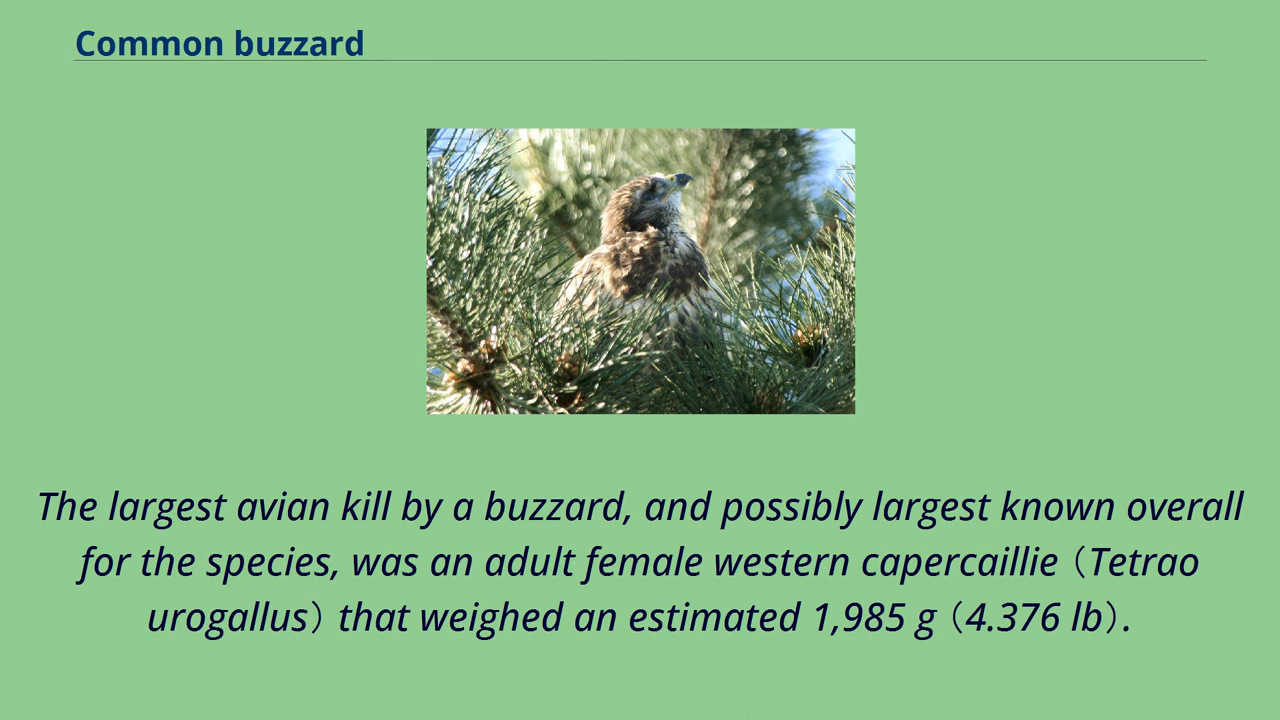 Common buzzard
The largest avian kill by a buzzard, and possibly largest known overall
for the species, was an adult female western capercaillie (Tetrao
urogallus) that weighed an estimated 1,985 g (4.376 lb).